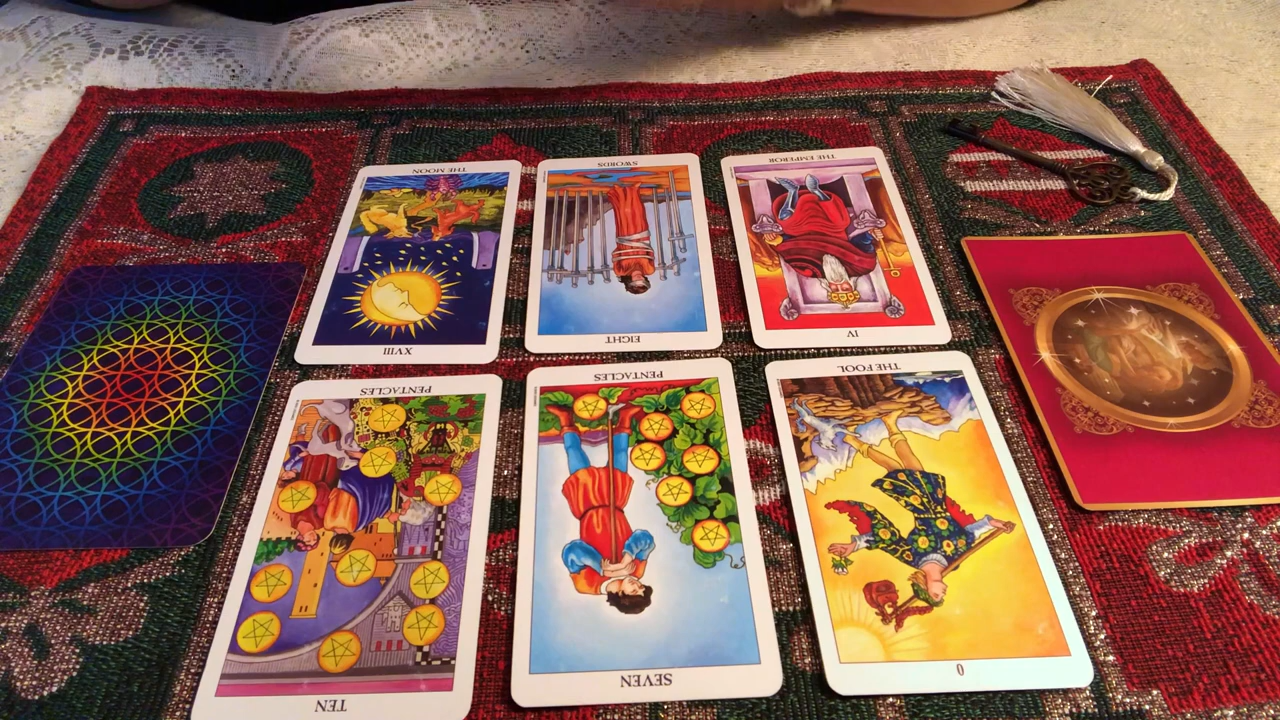 THE MOON
XVIII
SWORDS
EIGHT
THE EMPEROR
IV
PENTACLES
TEN
PENTACLES
SEVEN
THE FOOL
0